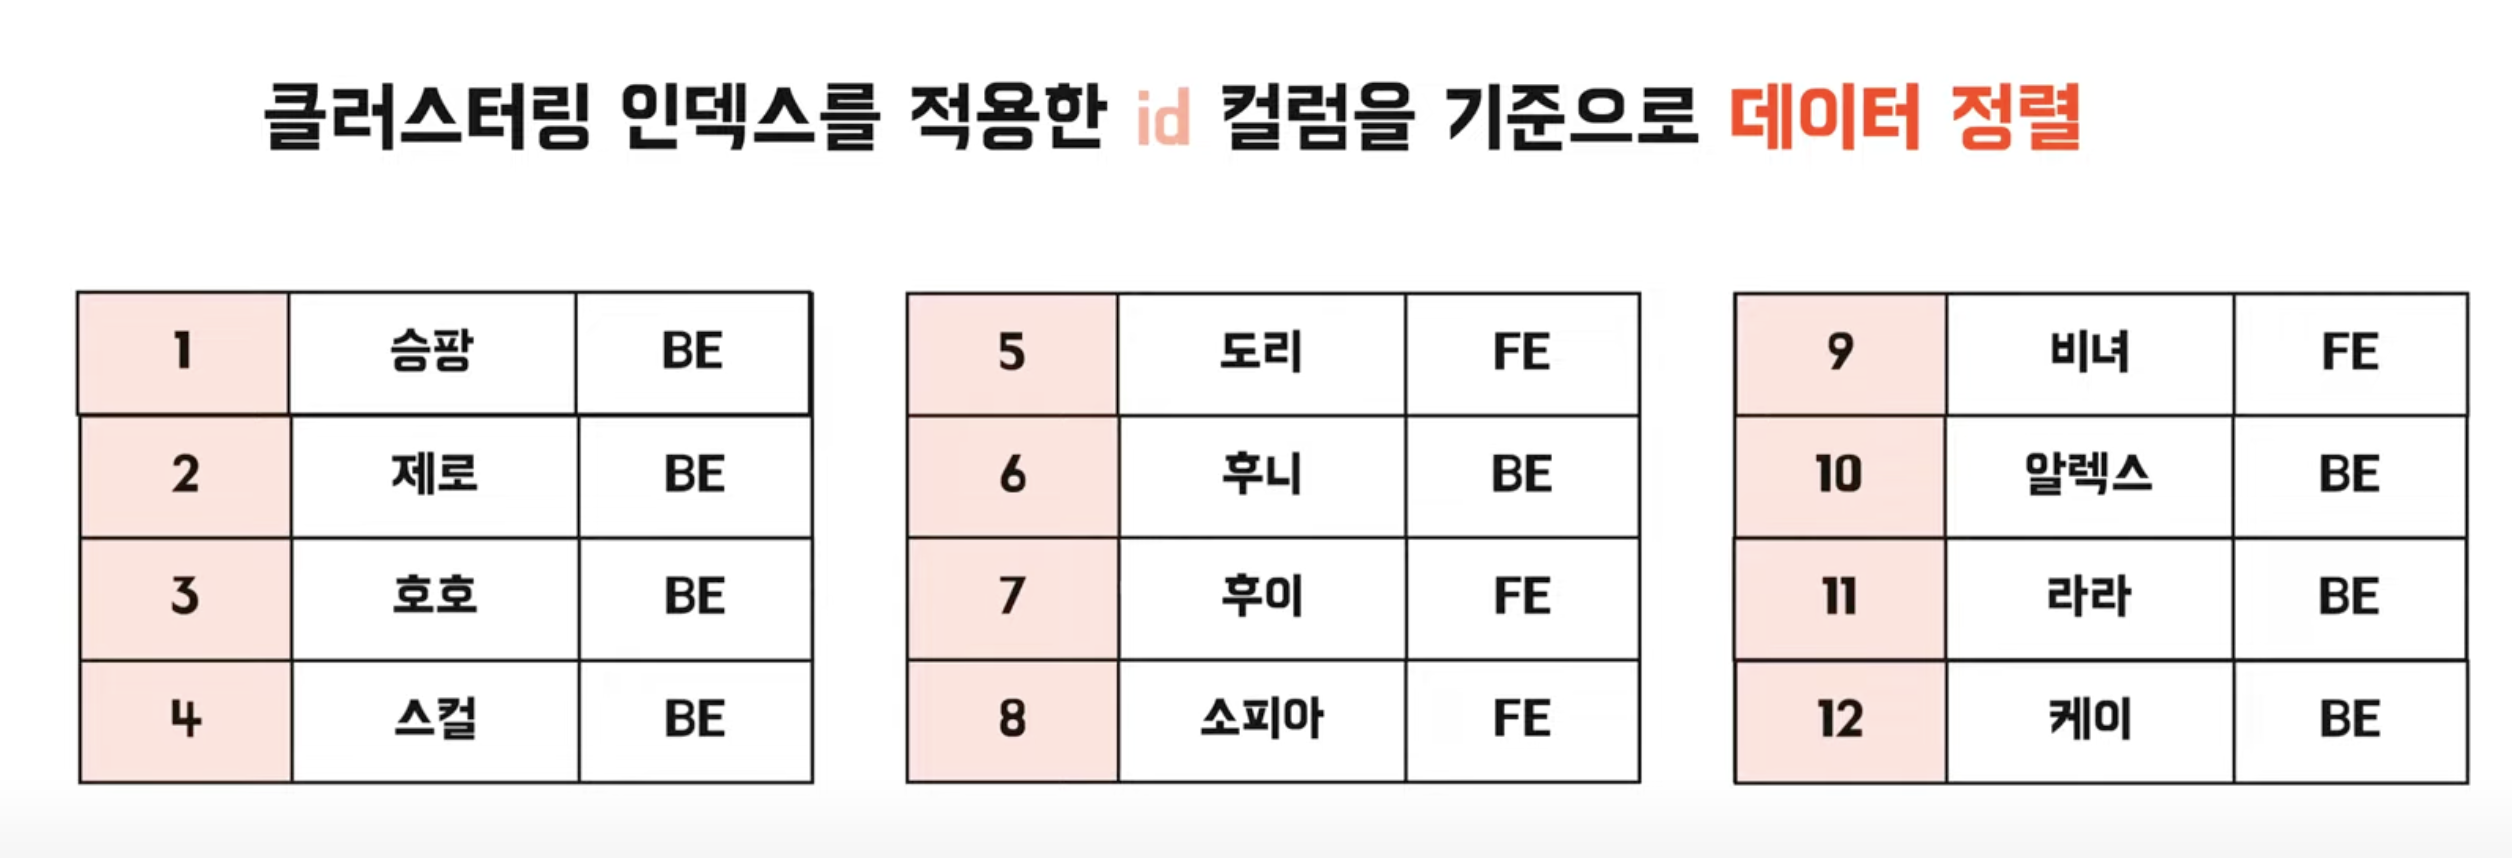 클러스터링 인덱스를 적용한 id 컬럼을 기준으로 데이터 정렬
1 승팡 BE
2 제로 BE
3 호호 BE
4 스컬 BE
5 도리 FE
6 후니 BE
7 후이 FE
8 소피아 FE
9 비녀 FE
10 알렉스 BE
11 라라 BE
12 케이 BE